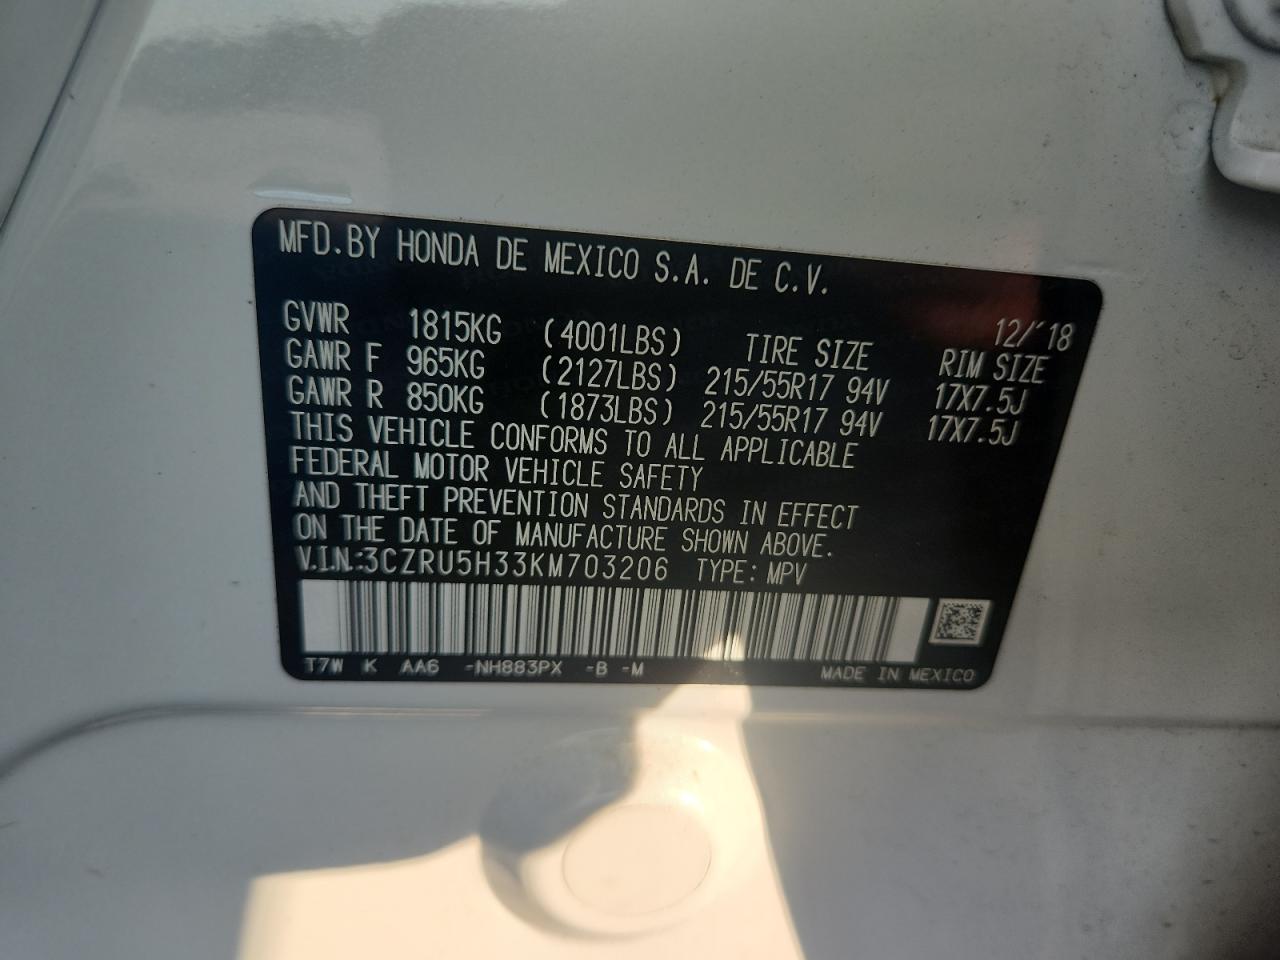 MFD.BY HONDA DE MEXICO S.A. DE C.V.
12/'18
GVWR 1815KG (4001LBS) TIRE SIZE RIM SIZE
GAWR F 965KG (2127LBS) 215/55R17 94V 17X7.5J
GAWR R 850KG (1873LBS) 215/55R17 94V 17X7.5J
THIS VEHICLE CONFORMS TO ALL APPLICABLE
FEDERAL MOTOR VEHICLE SAFETY
AND THEFT PREVENTION STANDARDS IN EFFECT
ON THE DATE OF MANUFACTURE SHOWN ABOVE.
V.I.N.:3CZRU5H33KM703206 TYPE: MPV
T7W K AA6 -NH883PX -B -M MADE IN MEXICO